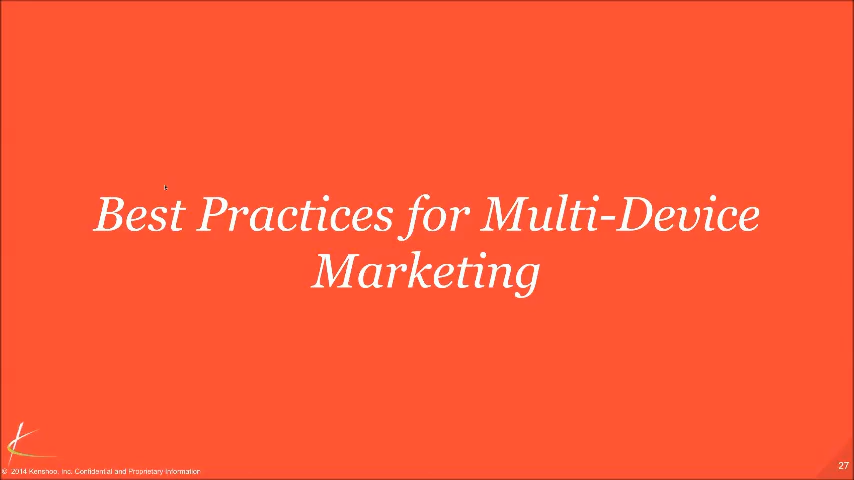 Best Practices for Multi-Device
Marketing
© 2014 Kenshoo, Inc. Confidential and Proprietary Information
27